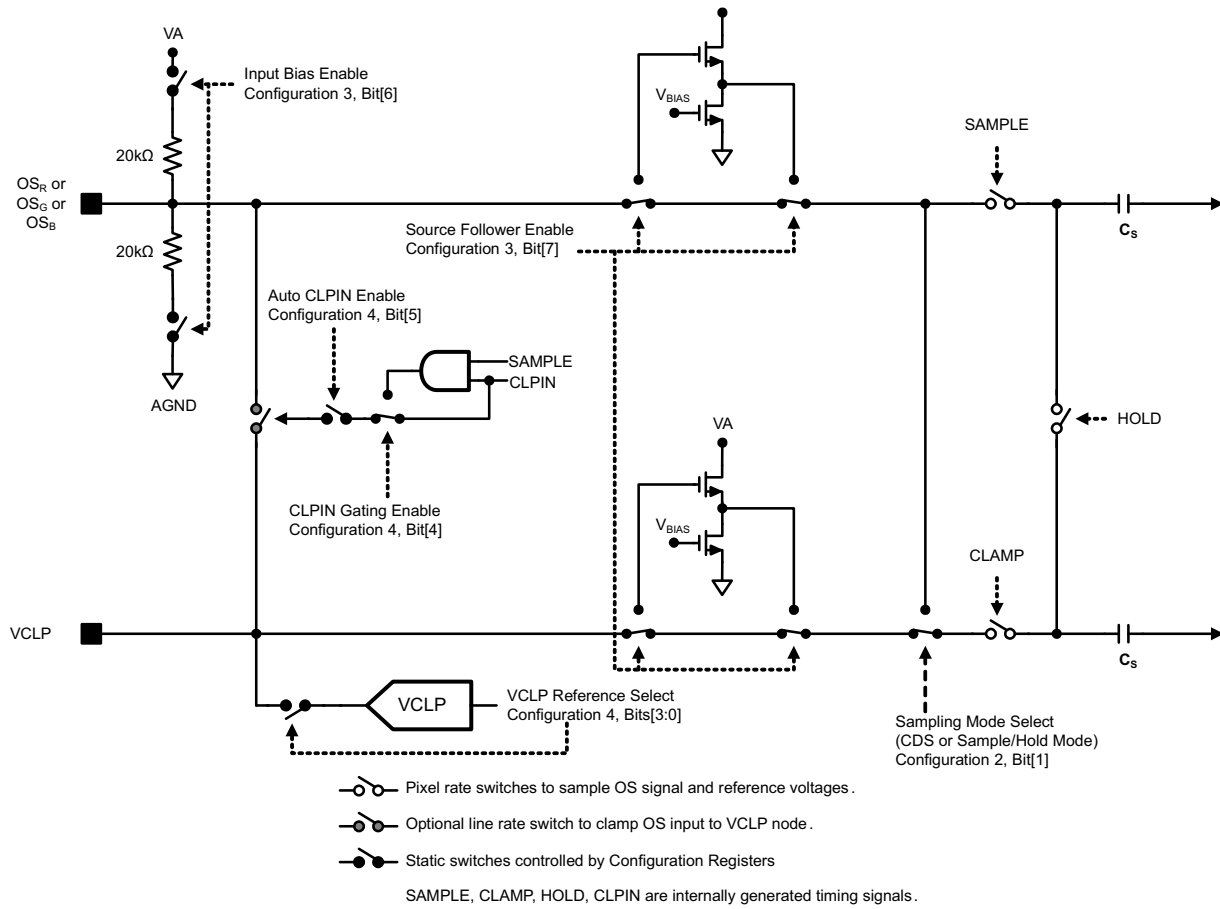 VA
Input Bias Enable
Configuration 3, Bit[6]
20kΩ
OSR or
OSG or
OSB
20kΩ
AGND
VBIAS
SAMPLE
CS
Source Follower Enable
Configuration 3, Bit[7]
Auto CLPIN Enable
Configuration 4, Bit[5]
SAMPLE
CLPIN
CLPIN Gating Enable
Configuration 4, Bit[4]
HOLD
VA
VBIAS
CLAMP
VCLP
CS
VCLP
VCLP Reference Select
Configuration 4, Bits[3:0]
Sampling Mode Select
(CDS or Sample/Hold Mode)
Configuration 2, Bit[1]
Pixel rate switches to sample OS signal and reference voltages.
Optional line rate switch to clamp OS input to VCLP node.
Static switches controlled by Configuration Registers
SAMPLE, CLAMP, HOLD, CLPIN are internally generated timing signals.